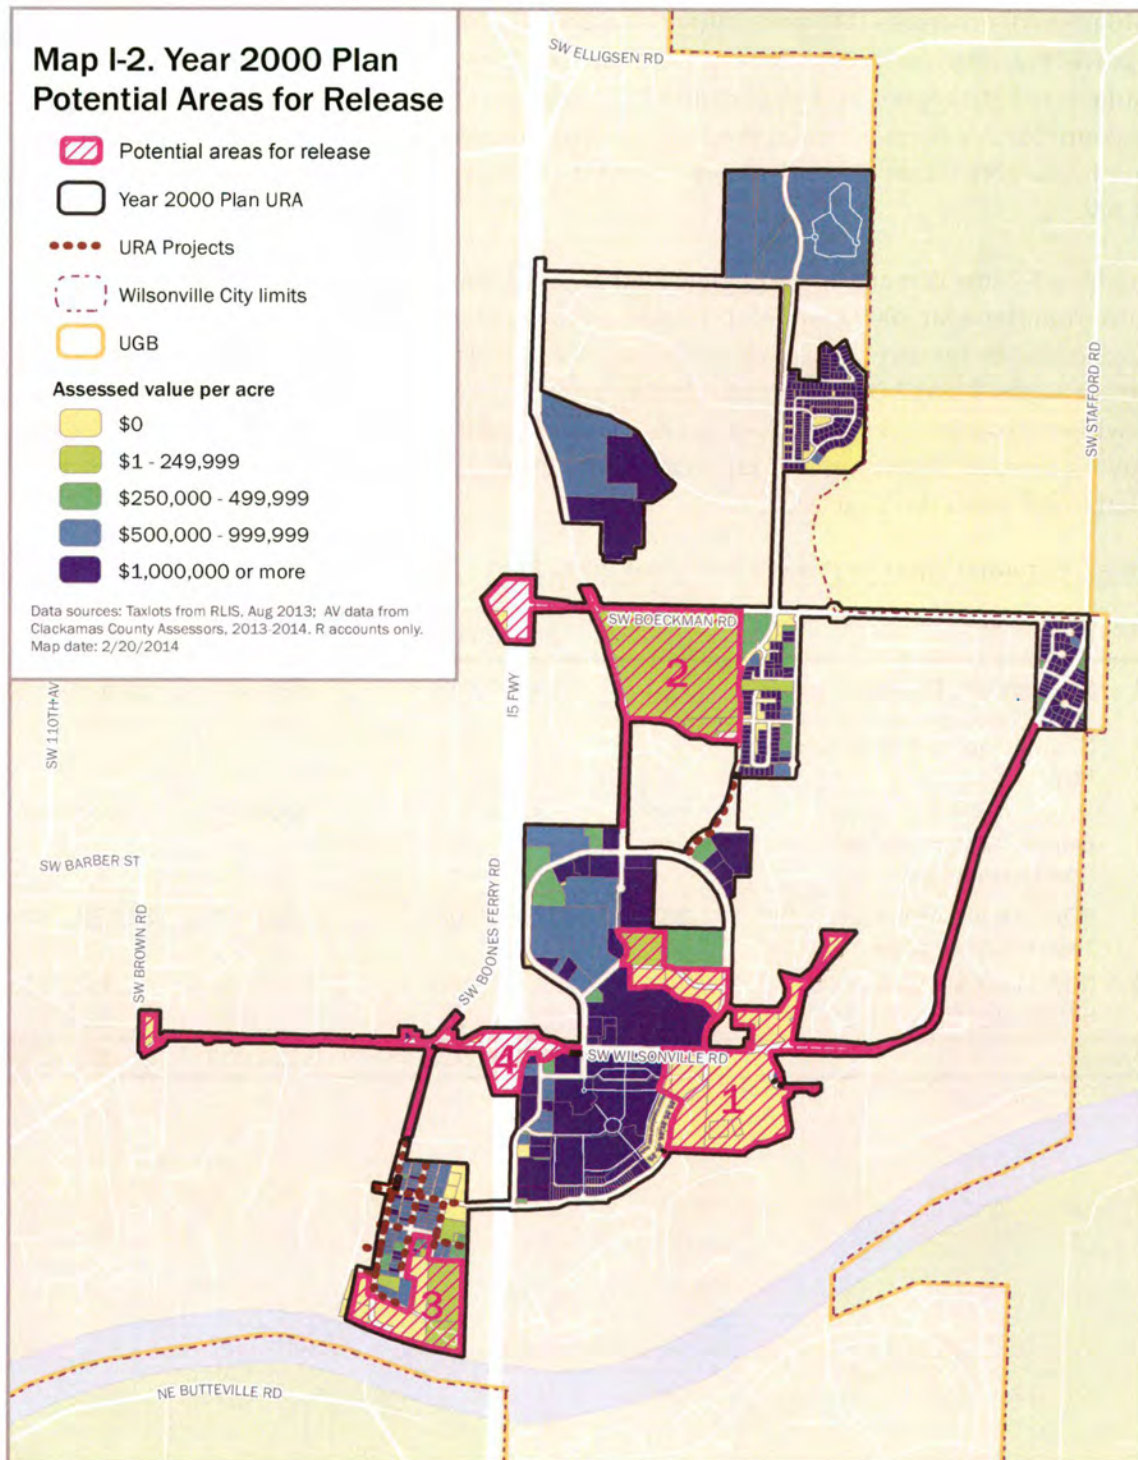 Map I-2. Year 2000 Plan
Potential Areas for Release
Potential areas for release
Year 2000 Plan URA
URA Projects
Wilsonville City limits
UGB
Assessed value per acre
$0
$1 - 249,999
$250,000 - 499,999
$500,000 - 999,999
$1,000,000 or more
Data sources: Taxlots from RLIS, Aug 2013; AV data from
Clackamas County Assessors, 2013-2014. R accounts only.
Map date: 2/20/2014
SW ELLIGSEN RD
SW STAFFORD RD
SW BOECKMAN RD
2
I5 FWY
SW 110TH AV
SW BARBER ST
SW BROWN RD
SW BOONES FERRY RD
4
SW WILSONVILLE RD
1
3
NE BUTTEVILLE RD